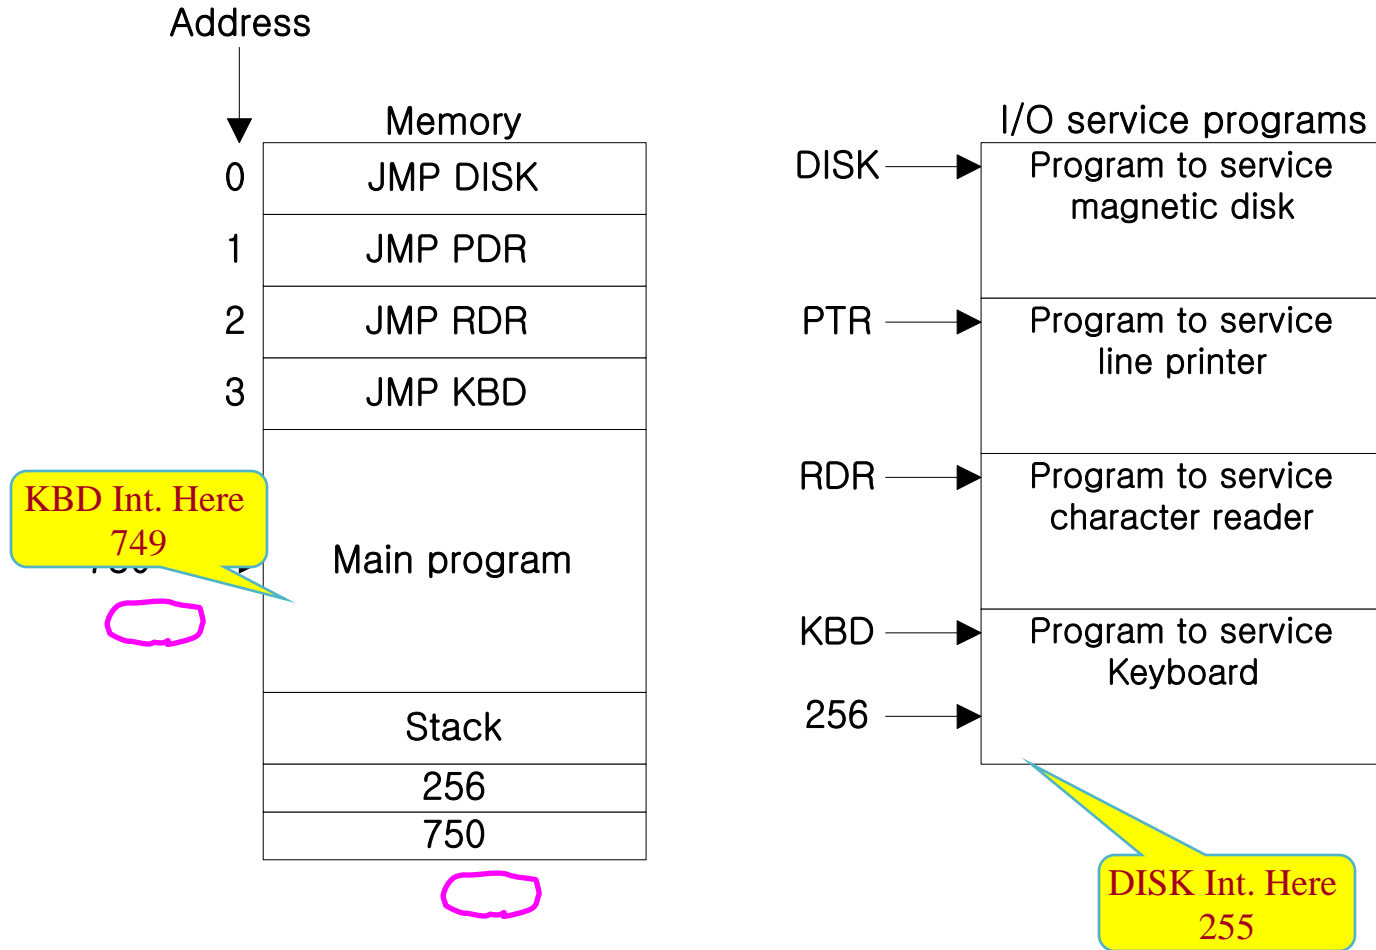 Address
Memory
0
JMP DISK
1
JMP PDR
2
JMP RDR
3
JMP KBD
KBD Int. Here
749
Main program
Stack
256
750
I/O service programs
DISK
Program to service
magnetic disk
PTR
Program to service
line printer
RDR
Program to service
character reader
KBD
Program to service
Keyboard
256
DISK Int. Here
255